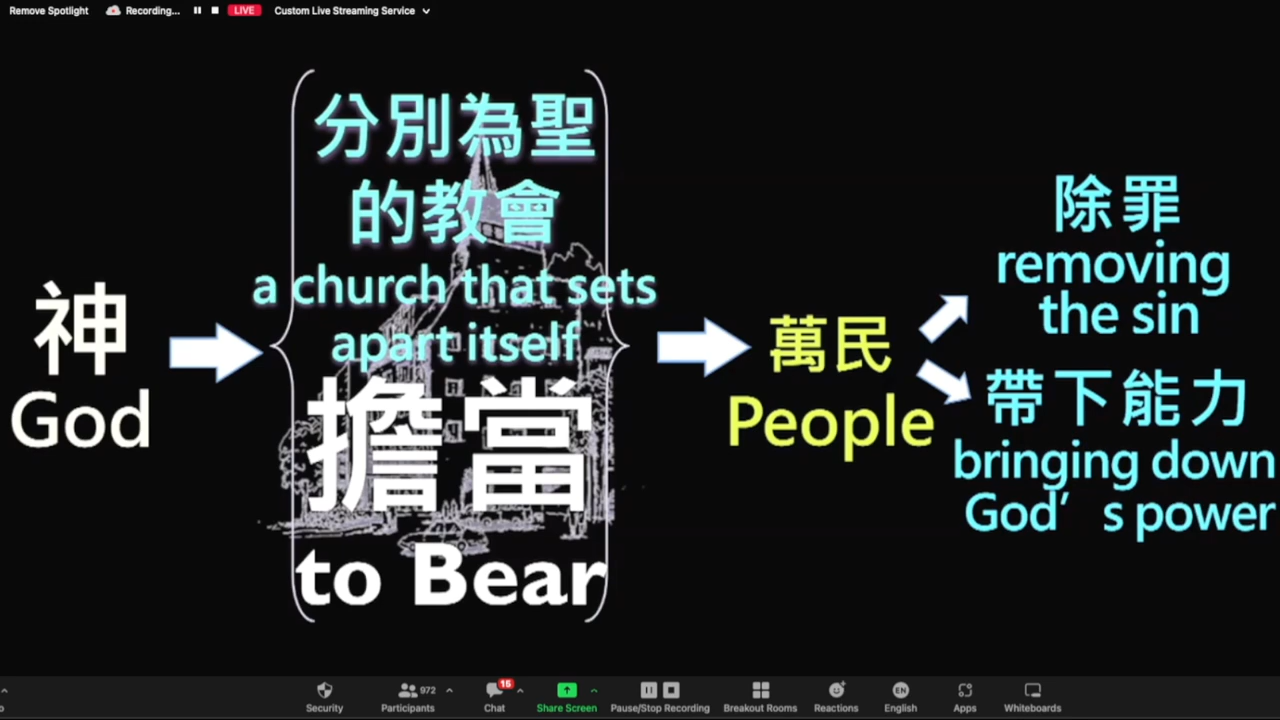 Remove Spotlight Recording... LIVE Custom Live Streaming Service
神
God
分別為聖
的教會
a church that sets
apart itself
擔當
to Bear
萬民
People
除罪
removing
the sin
帶下能力
bringing down
God's power
Security Participants 972 Chat 15 Share Screen Pause/Stop Recording Breakout Rooms Reactions EN English Apps Whiteboards